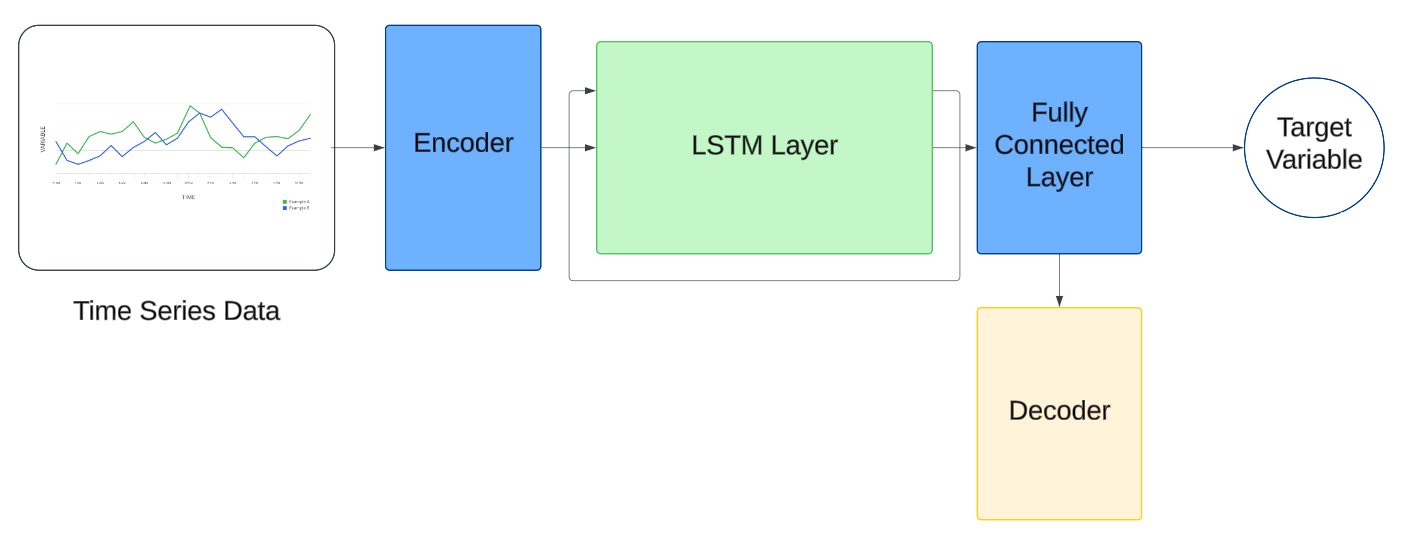 VARIABLE
TIME
Example A
Example B
Time Series Data
Encoder
LSTM Layer
Fully
Connected
Layer
Target
Variable
Decoder